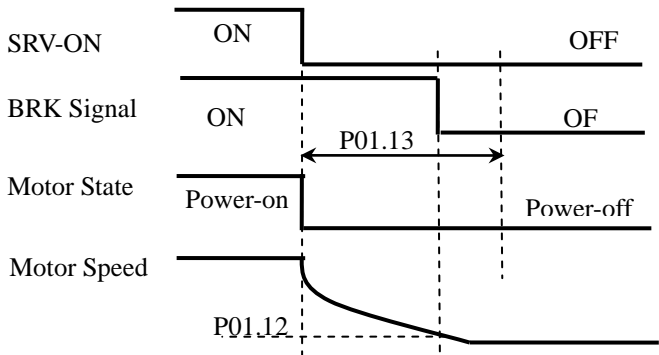 SRV-ON ON OFF
BRK Signal ON OF
P01.13
Motor State Power-on Power-off
Motor Speed
P01.12